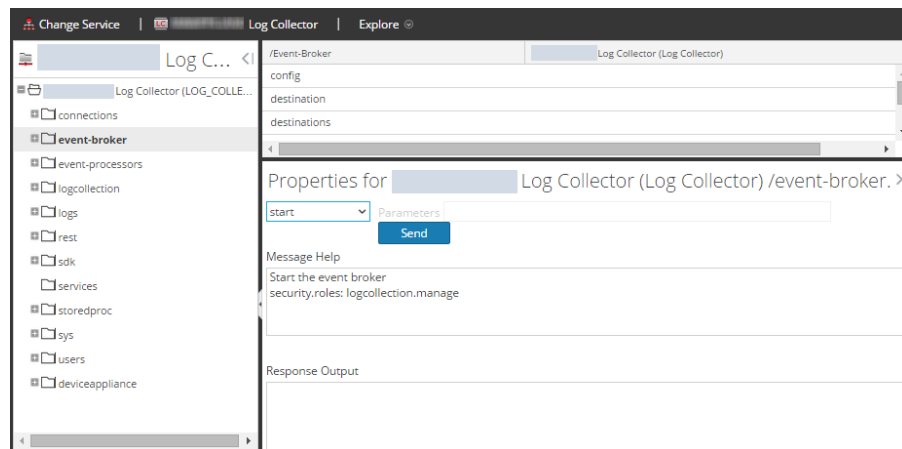 Change Service | Log Collector | Explore
Log C...
Log Collector (LOG_COLLE...
connections
event-broker
event-processors
logcollection
logs
rest
sdk
services
storedproc
sys
users
deviceappliance
/Event-Broker Log Collector (Log Collector)
config
destination
destinations
Properties for Log Collector (Log Collector) /event-broker.
start Parameters
Send
Message Help
Start the event broker
security.roles: logcollection.manage
Response Output